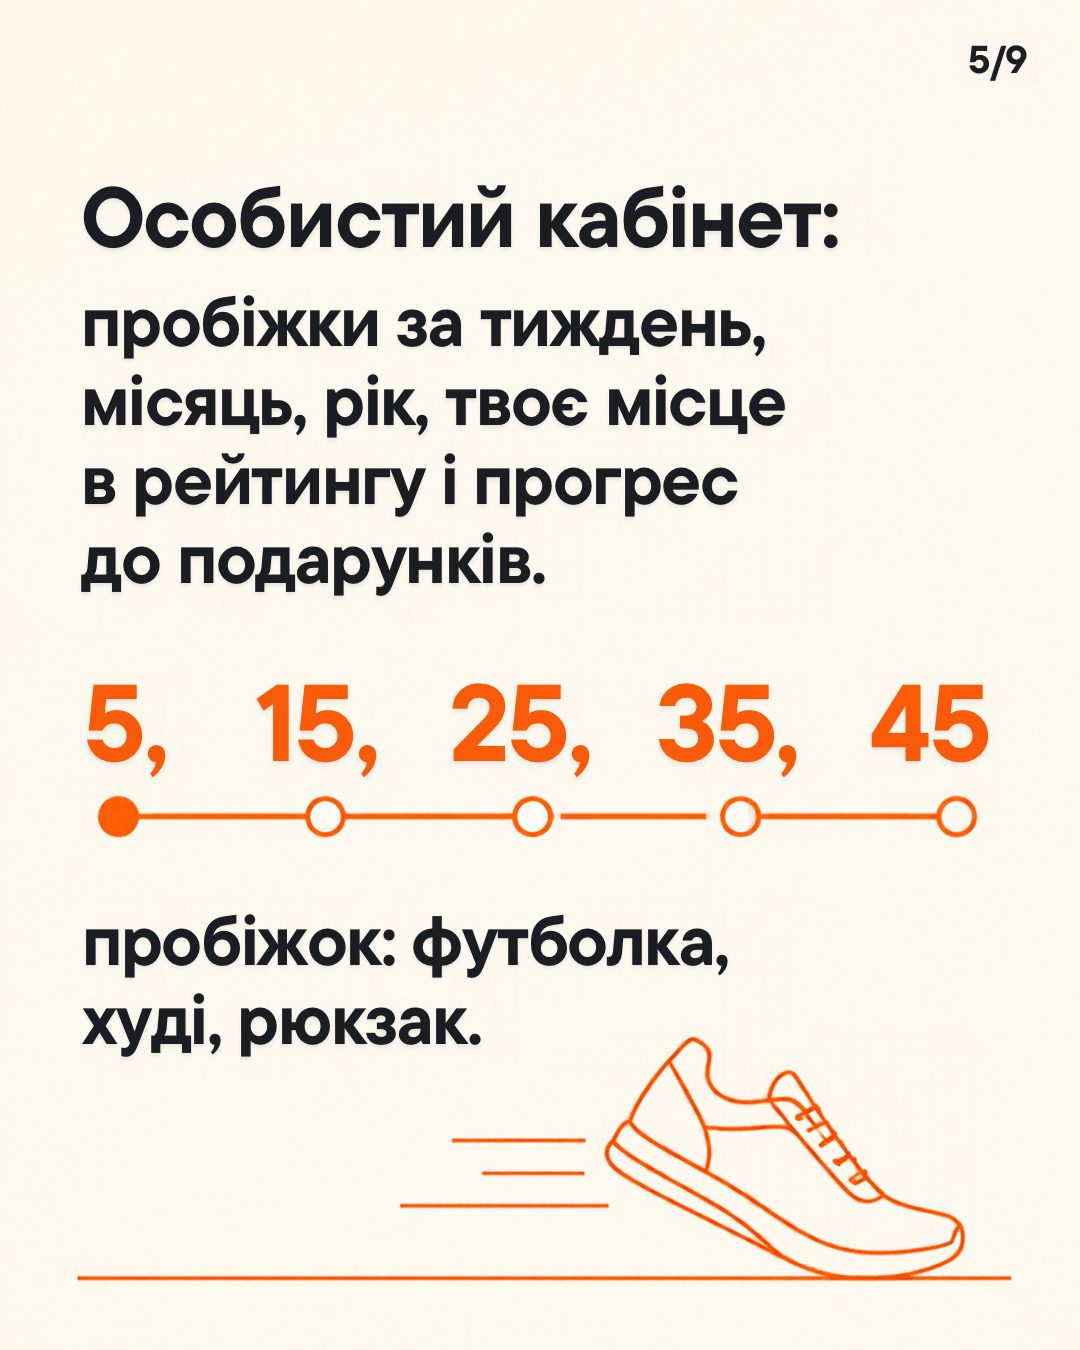 5/9
Особистий кабінет:
пробіжки за тиждень,
місяць, рік, твоє місце
в рейтингу і прогрес
до подарунків.
5, 15, 25, 35, 45
пробіжок: футболка,
худі, рюкзак.